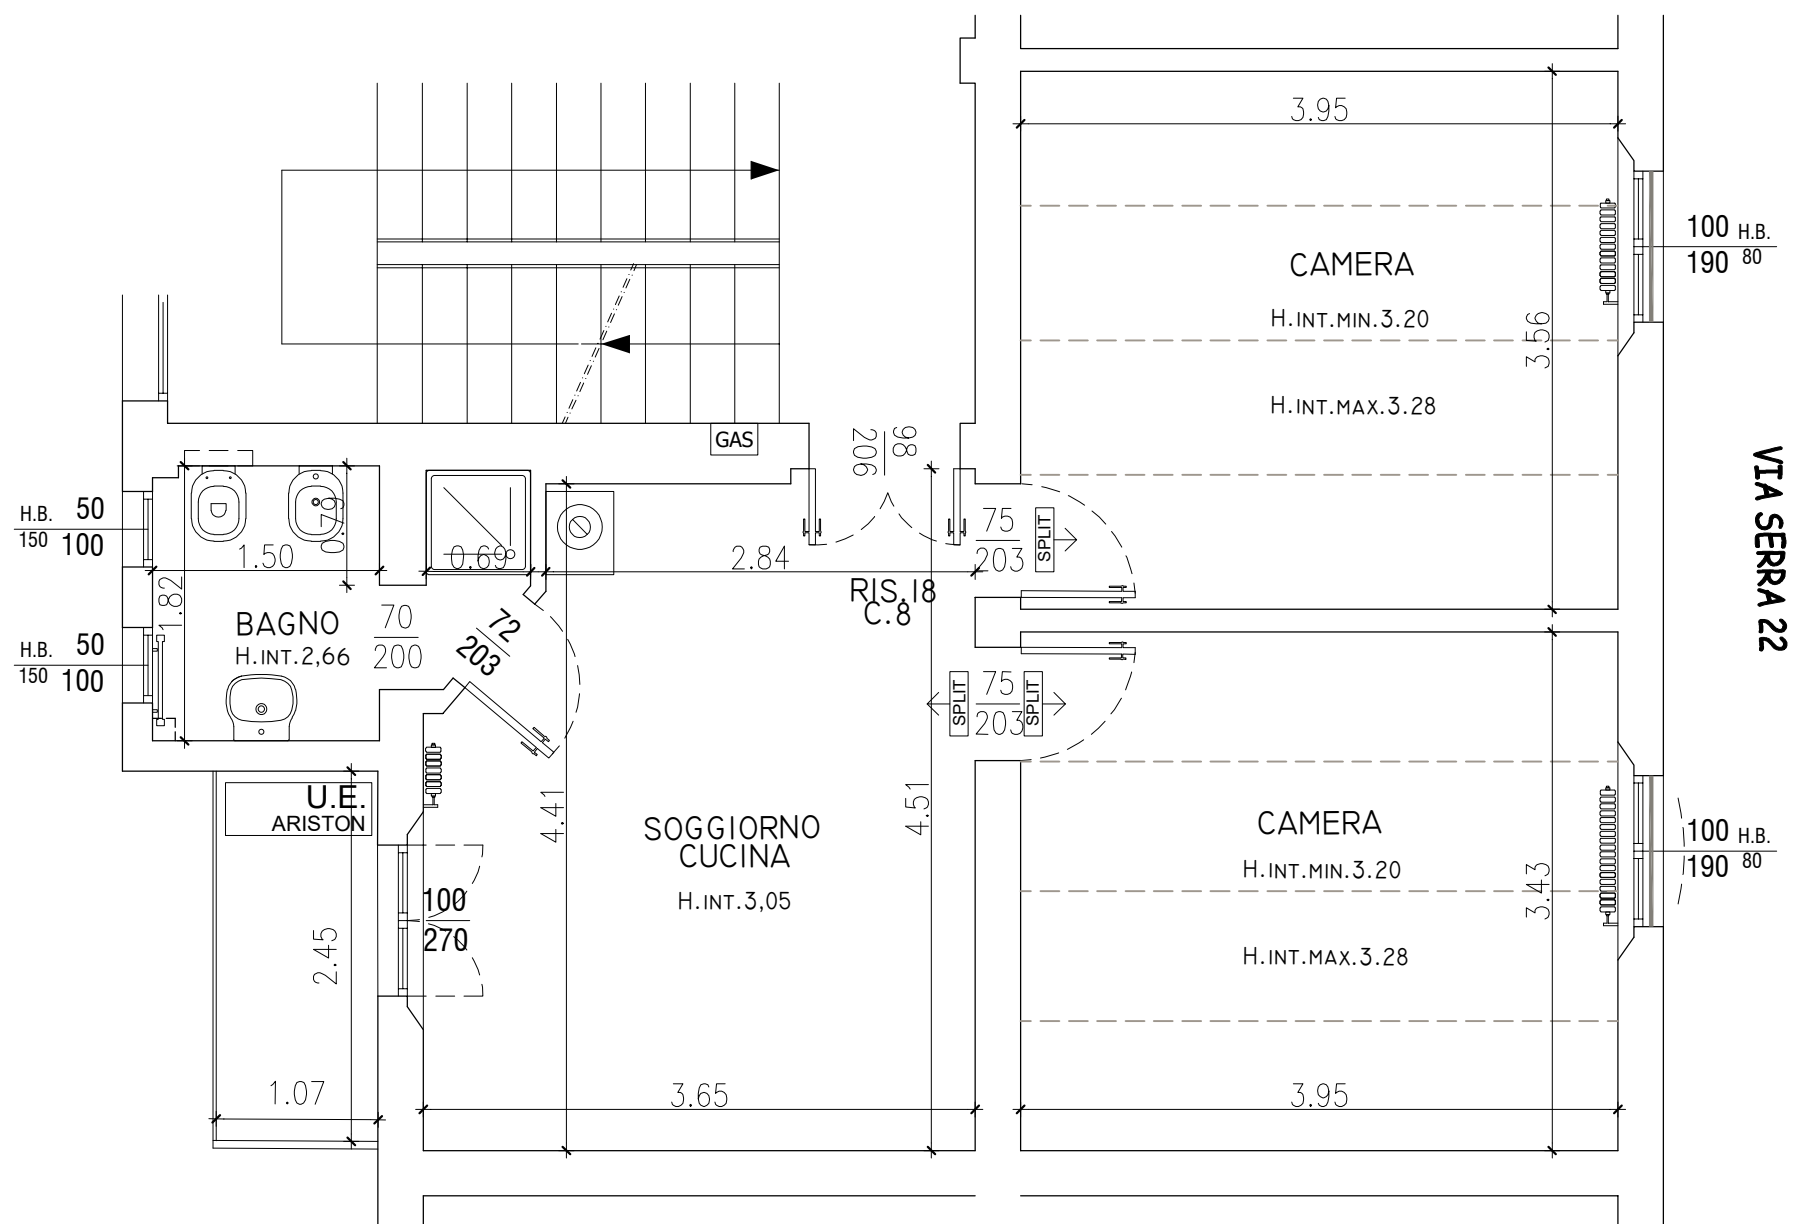 3.95
100 H.B.
190 80
CAMERA
H.INT.MIN.3.20
3.56
H.INT.MAX.3.28
GAS
98
206
VIA SERRA 22
H.B. 50
150 100
0.79
1.50
0.69
2.84
75
203
SPLIT
RIS.18
C.8
1.82
BAGNO
H.INT.2,66
70
200
72
203
H.B. 50
150 100
SPLIT
75
203
SPLIT
U.E.
ARISTON
4.41
4.51
SOGGIORNO
CUCINA
H.INT.3,05
CAMERA
H.INT.MIN.3.20
3.43
H.INT.MAX.3.28
100 H.B.
190 80
100
270
2.45
1.07
3.65
3.95